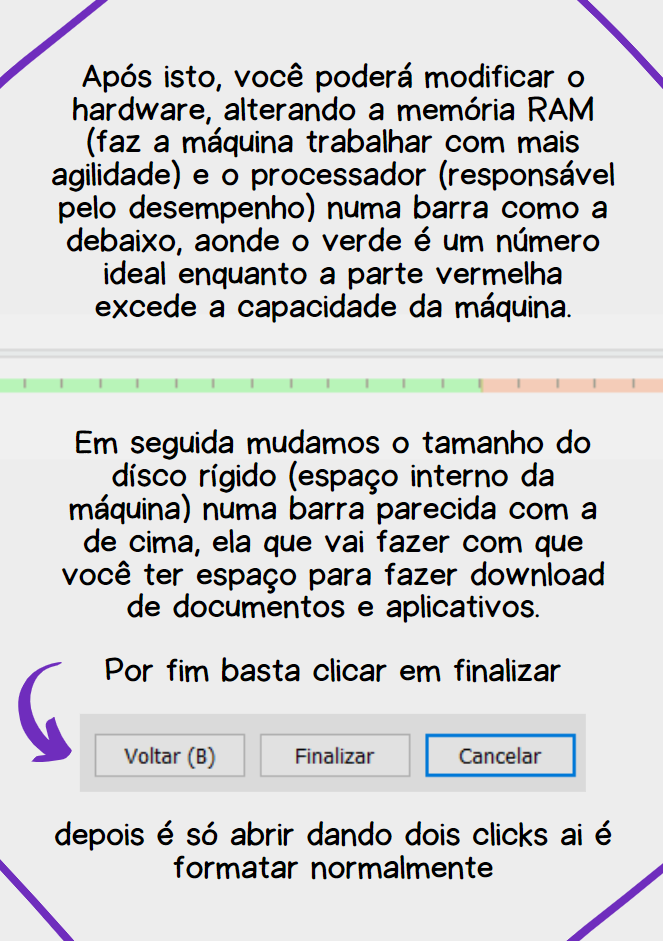 Após isto, você poderá modificar o
hardware, alterando a memória RAM
(faz a máquina trabalhar com mais
agilidade) e o processador (responsável
pelo desempenho) numa barra como a
debaixo, aonde o verde é um número
ideal enquanto a parte vermelha
excede a capacidade da máquina.
Em seguida mudamos o tamanho do
dísco rígido (espaço interno da
máquina) numa barra parecida com a
de cima, ela que vai fazer com que
você ter espaço para fazer download
de documentos e aplicativos.
Por fim basta clicar em finalizar
Voltar (B) Finalizar Cancelar
depois é só abrir dando dois clicks ai é
formatar normalmente